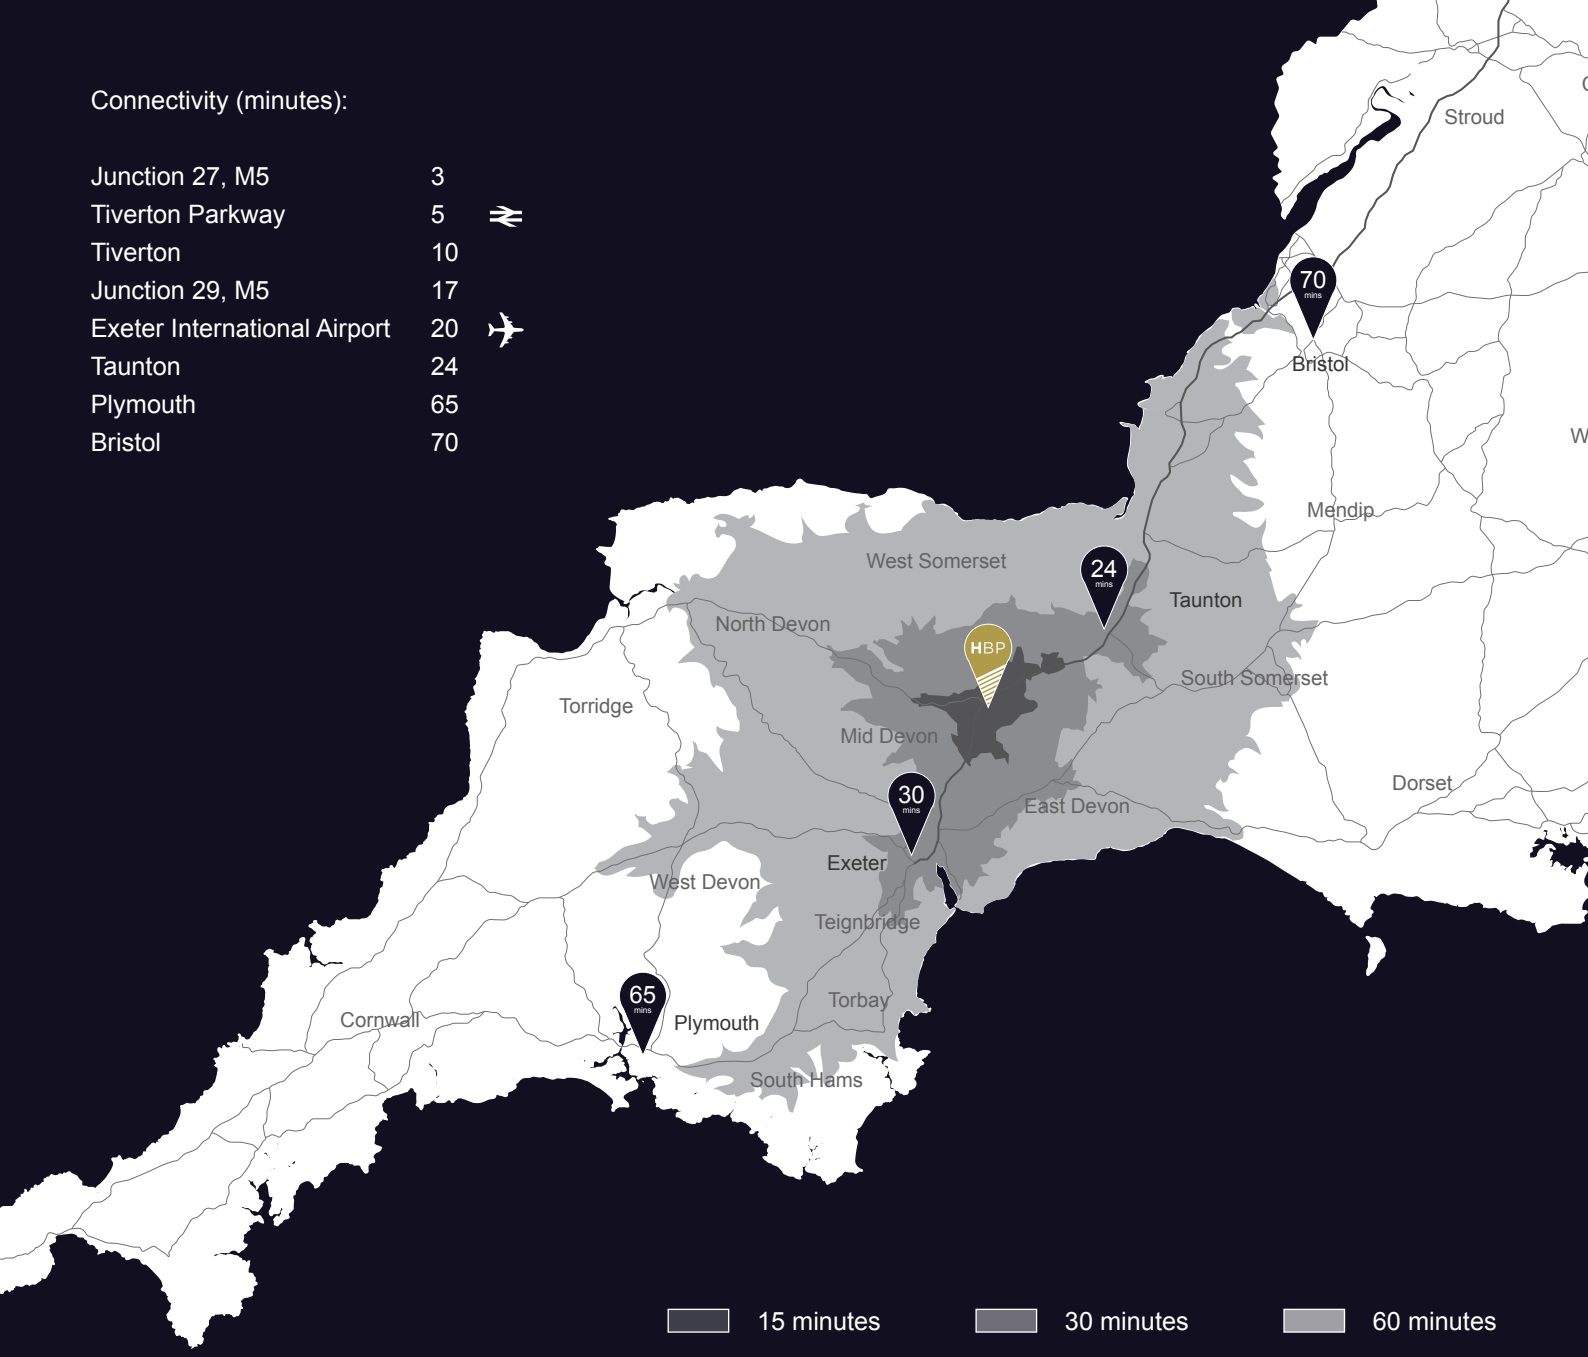 Connectivity (minutes):
Junction 27, M5 3
Tiverton Parkway 5
Tiverton 10
Junction 29, M5 17
Exeter International Airport 20
Taunton 24
Plymouth 65
Bristol 70
Stroud
70
mins
Bristol
Mendip
West Somerset
24
mins
Taunton
North Devon
HBP
South Somerset
Torridge
Mid Devon
Dorset
30
mins
East Devon
Exeter
West Devon
Teignbridge
65
mins
Torbay
Cornwall
Plymouth
South Hams
15 minutes
30 minutes
60 minutes